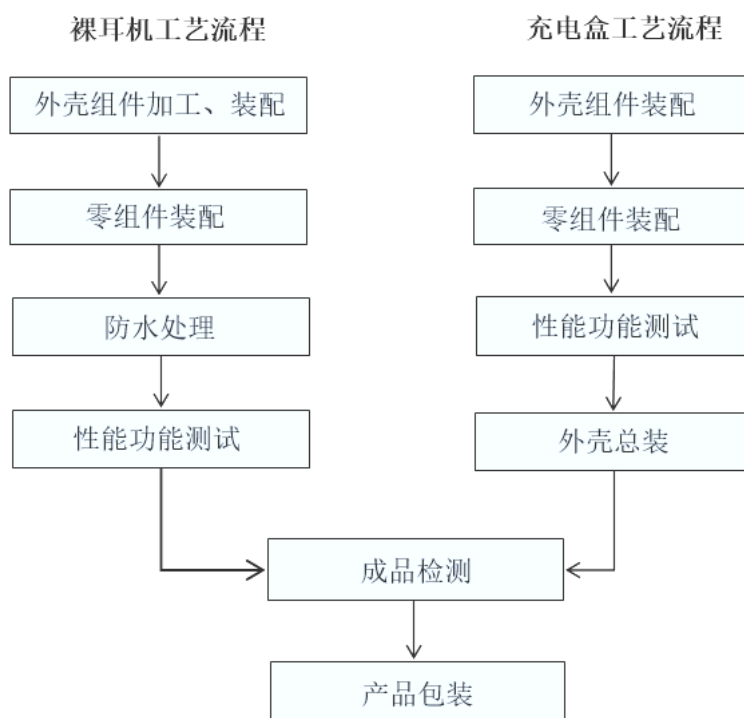 裸耳机工艺流程
充电盒工艺流程
外壳组件加工、装配
外壳组件装配
零组件装配
零组件装配
防水处理
性能功能测试
性能功能测试
外壳总装
成品检测
产品包装